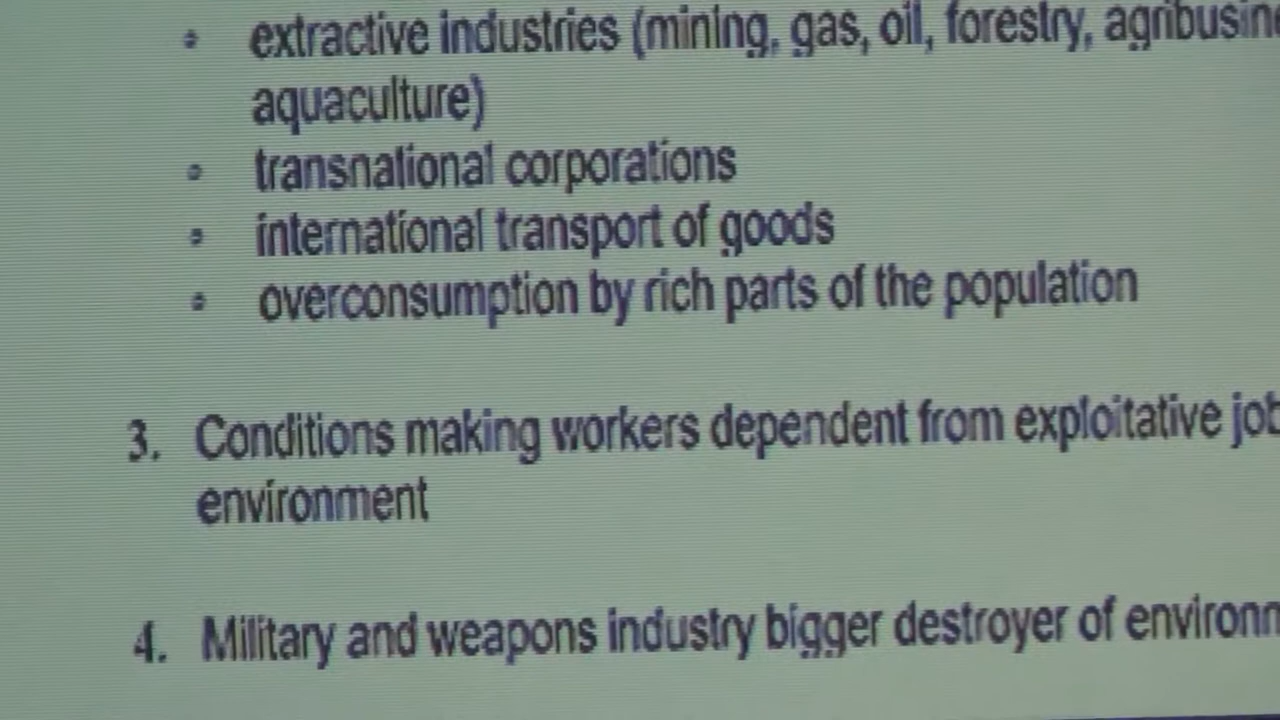 • extractive industries (mining, gas, oil, forestry, agribusin
aquaculture)
• transnational corporations
• international transport of goods
• overconsumption by rich parts of the population
3. Conditions making workers dependent from exploitative jo
environment
4. Military and weapons industry bigger destroyer of environ